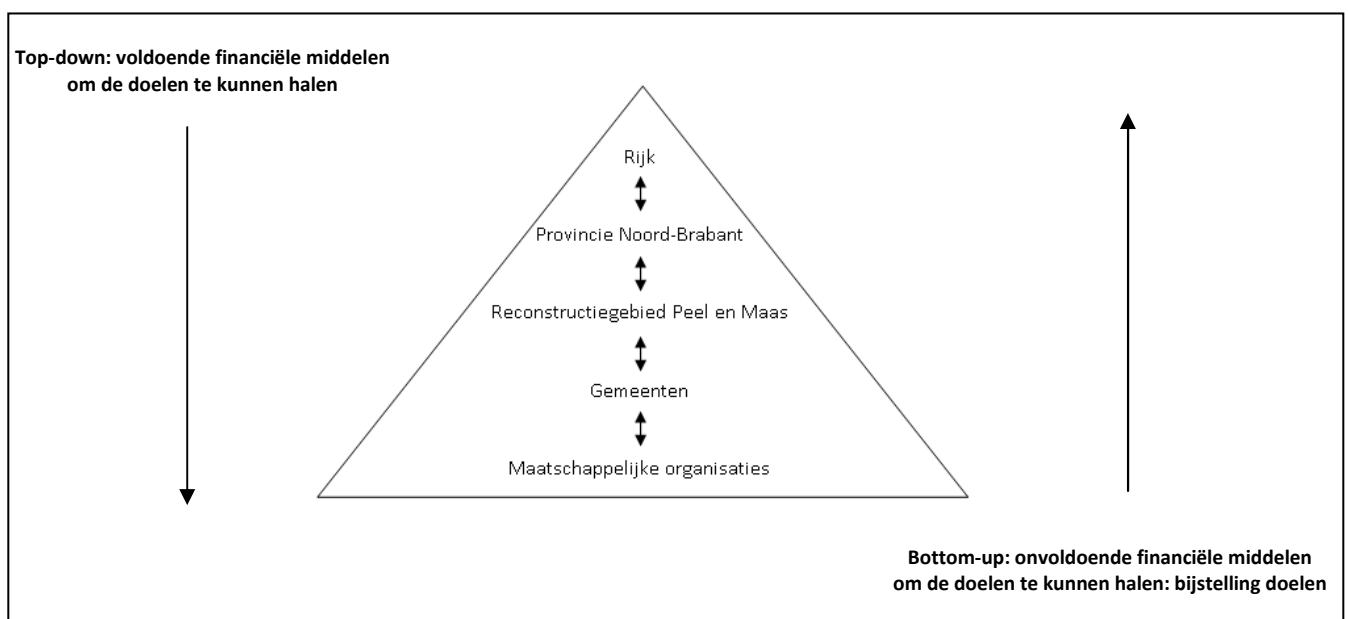 Top-down: voldoende financiële middelen
om de doelen te kunnen halen
Rijk
Provincie Noord-Brabant
Reconstructiegebied Peel en Maas
Gemeenten
Maatschappelijke organisaties
Bottom-up: onvoldoende financiële middelen
om de doelen te kunnen halen: bijstelling doelen